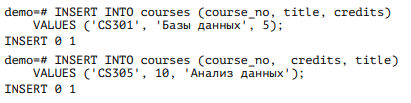 demo=# INSERT INTO courses (course_no, title, credits)
VALUES ('CS301', 'Базы данных', 5);
INSERT 0 1
demo=# INSERT INTO courses (course_no, credits, title)
VALUES ('CS305', 10, 'Анализ данных');
INSERT 0 1